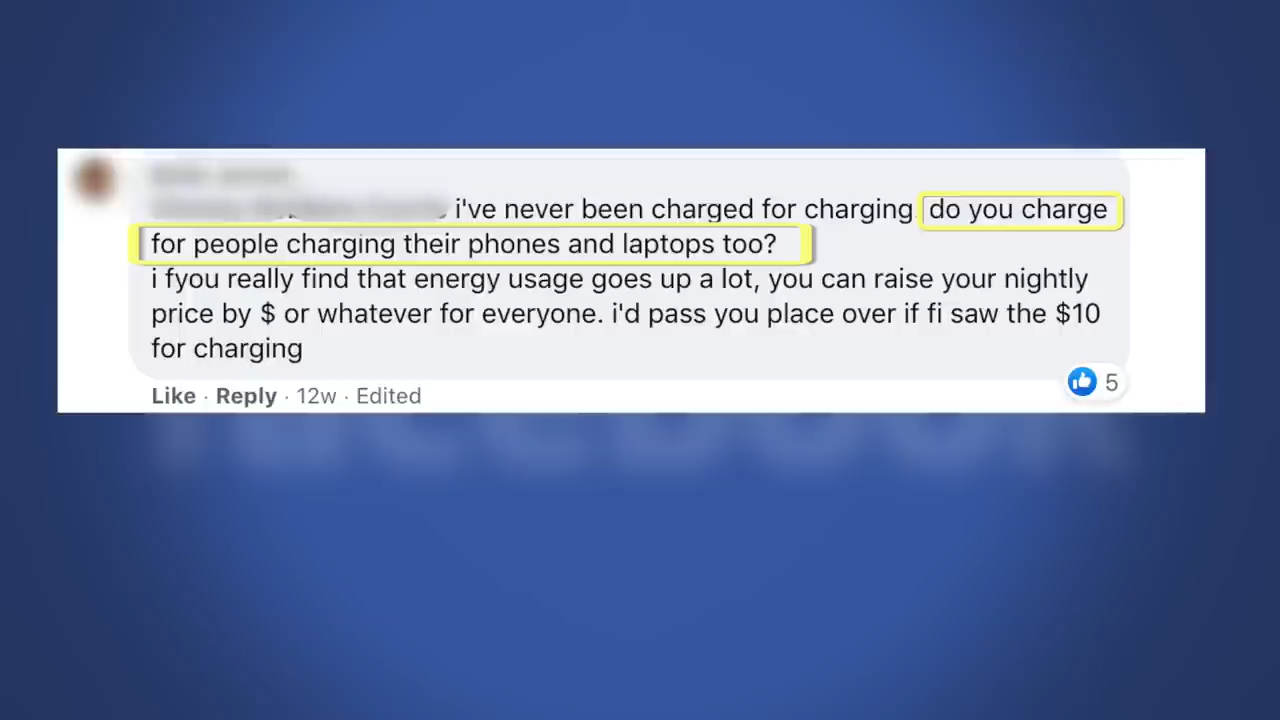 i've never been charged for charging. do you charge
for people charging their phones and laptops too?
i fyou really find that energy usage goes up a lot, you can raise your nightly
price by $ or whatever for everyone. i'd pass you place over if fi saw the $10
for charging
Like · Reply · 12w · Edited
5
facebook